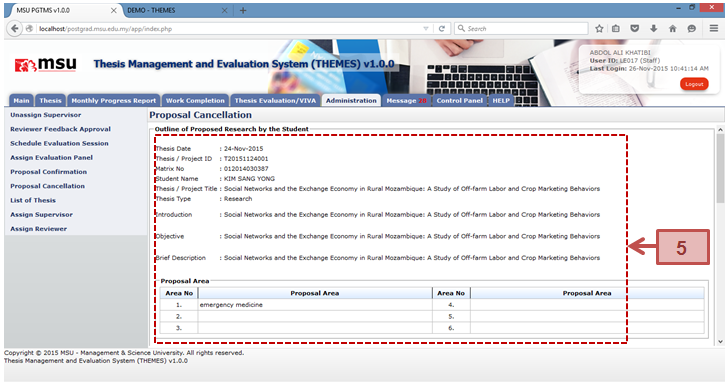 MSU PGTMS v1.0.0
DEMO - THEMES
localhost/postgrad.msu.edu.my/app/index.php
Search
msu
Thesis Management and Evaluation System (THEMES) v1.0.0
ABDOL ALI KHATIBI
User ID: LE017 (Staff)
Last Login: 26-Nov-2015 10:41:14 AM
Logout
Main Thesis Monthly Progress Report Work Completion Thesis Evaluation/VIVA Administration Message Control Panel HELP
Unassign Supervisor
Reviewer Feedback Approval
Schedule Evaluation Session
Assign Evaluation Panel
Proposal Confirmation
Proposal Cancellation
List of Thesis
Assign Supervisor
Assign Reviewer
Proposal Cancellation
Outline of Proposed Research by the Student
Thesis Date : 24-Nov-2015
Thesis / Project ID : T20151124001
Matrix No : 012014030387
Student Name : KIM SANG YONG
Thesis / Project Title : Social Networks and the Exchange Economy in Rural Mozambique: A Study of Off-farm Labor and Crop Marketing Behaviors
Thesis Type : Research
Introduction : Social Networks and the Exchange Economy in Rural Mozambique: A Study of Off-farm Labor and Crop Marketing Behaviors
Objective : Social Networks and the Exchange Economy in Rural Mozambique: A Study of Off-farm Labor and Crop Marketing Behaviors
Brief Description : Social Networks and the Exchange Economy in Rural Mozambique: A Study of Off-farm Labor and Crop Marketing Behaviors
5
Proposal Area
Area No Proposal Area Area No Proposal Area
1. emergency medicine 4.
2. 5.
3. 6.
Copyright © 2015 MSU - Management & Science University. All rights reserved.
Thesis Management and Evaluation System (THEMES) v1.0.0